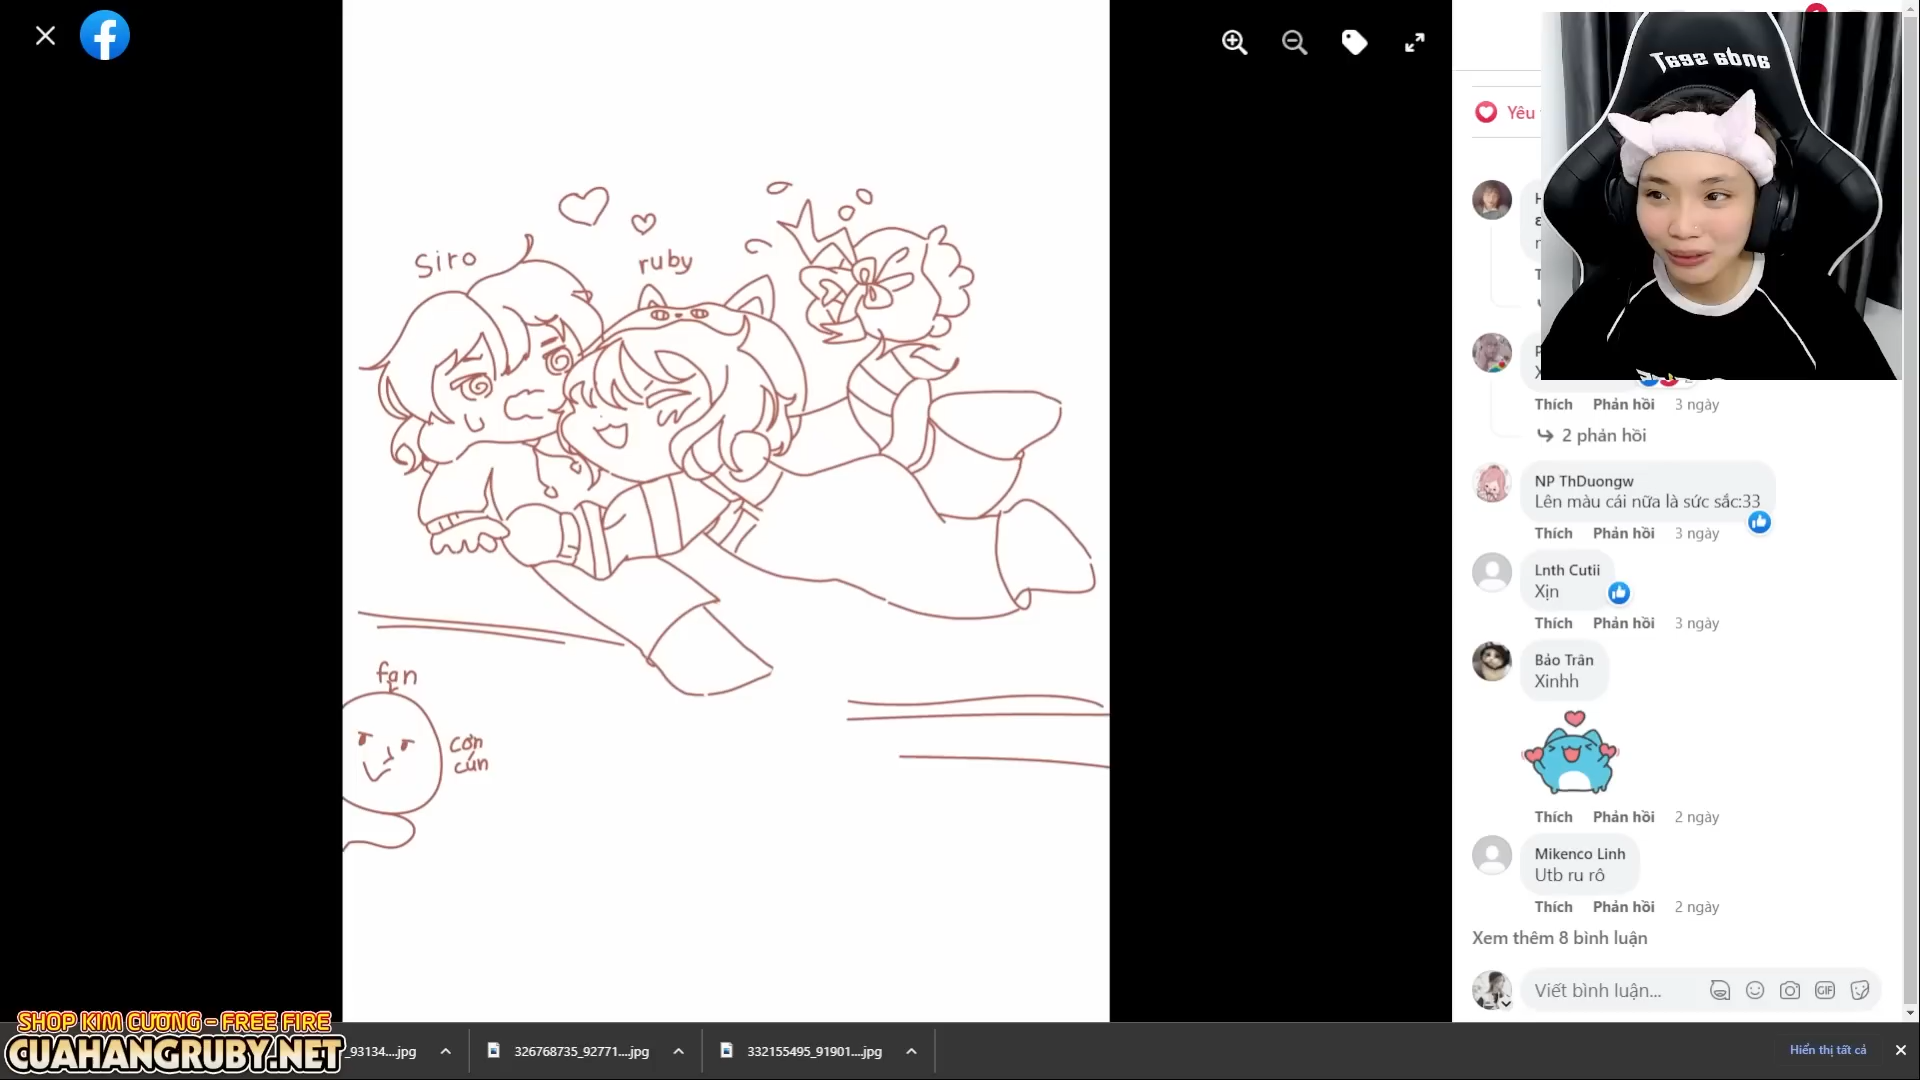 siro
ruby
fan
cơn
cún
Yêu
NP ThDuongw
Lên màu cái nữa là sức sắc:33
Thích Phản hồi 3 ngày
2 phản hồi
Thích Phản hồi 3 ngày
Lnth Cutii
Xịn
Thích Phản hồi 3 ngày
Bảo Trân
Xinhh
Thích Phản hồi 2 ngày
Mikenco Linh
Utb ru rô
Thích Phản hồi 2 ngày
Xem thêm 8 bình luận
Viết bình luận...
GIF
SHOP KIM CƯƠNG - FREE FIRE
CUAHANGRUBY.NET
_93134....jpg
326768735_92771....jpg
332155495_91901....jpg
Hiển thị tất cả